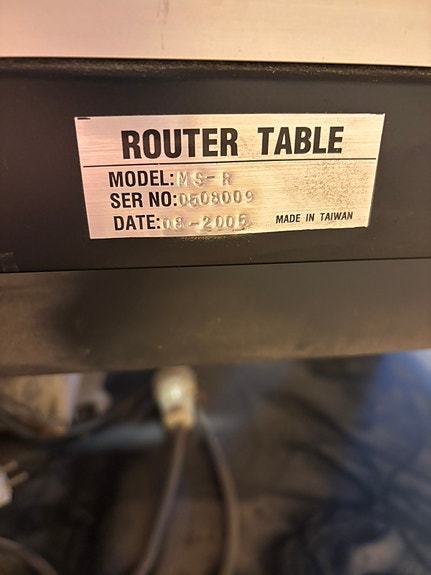 ROUTER TABLE
MODEL:MS-R
SER NO:0508009
DATE:08-2005 MADE IN TAIWAN